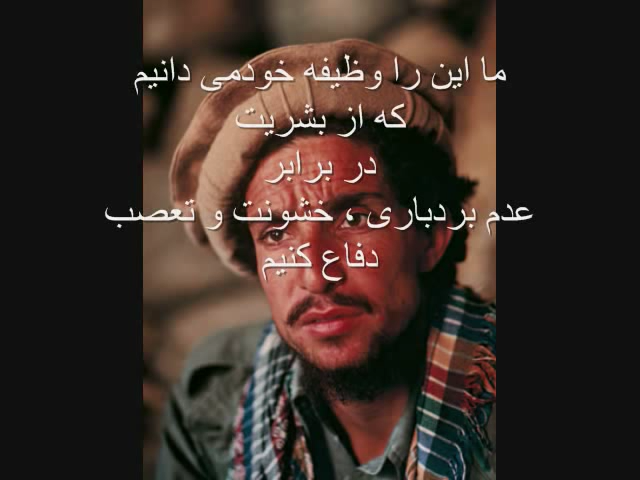 ما این را وظیفه خودمی دانیم
که از بشریت
در برابر
عدم بردباری ، خشونت و تعصب
دفاع کنیم